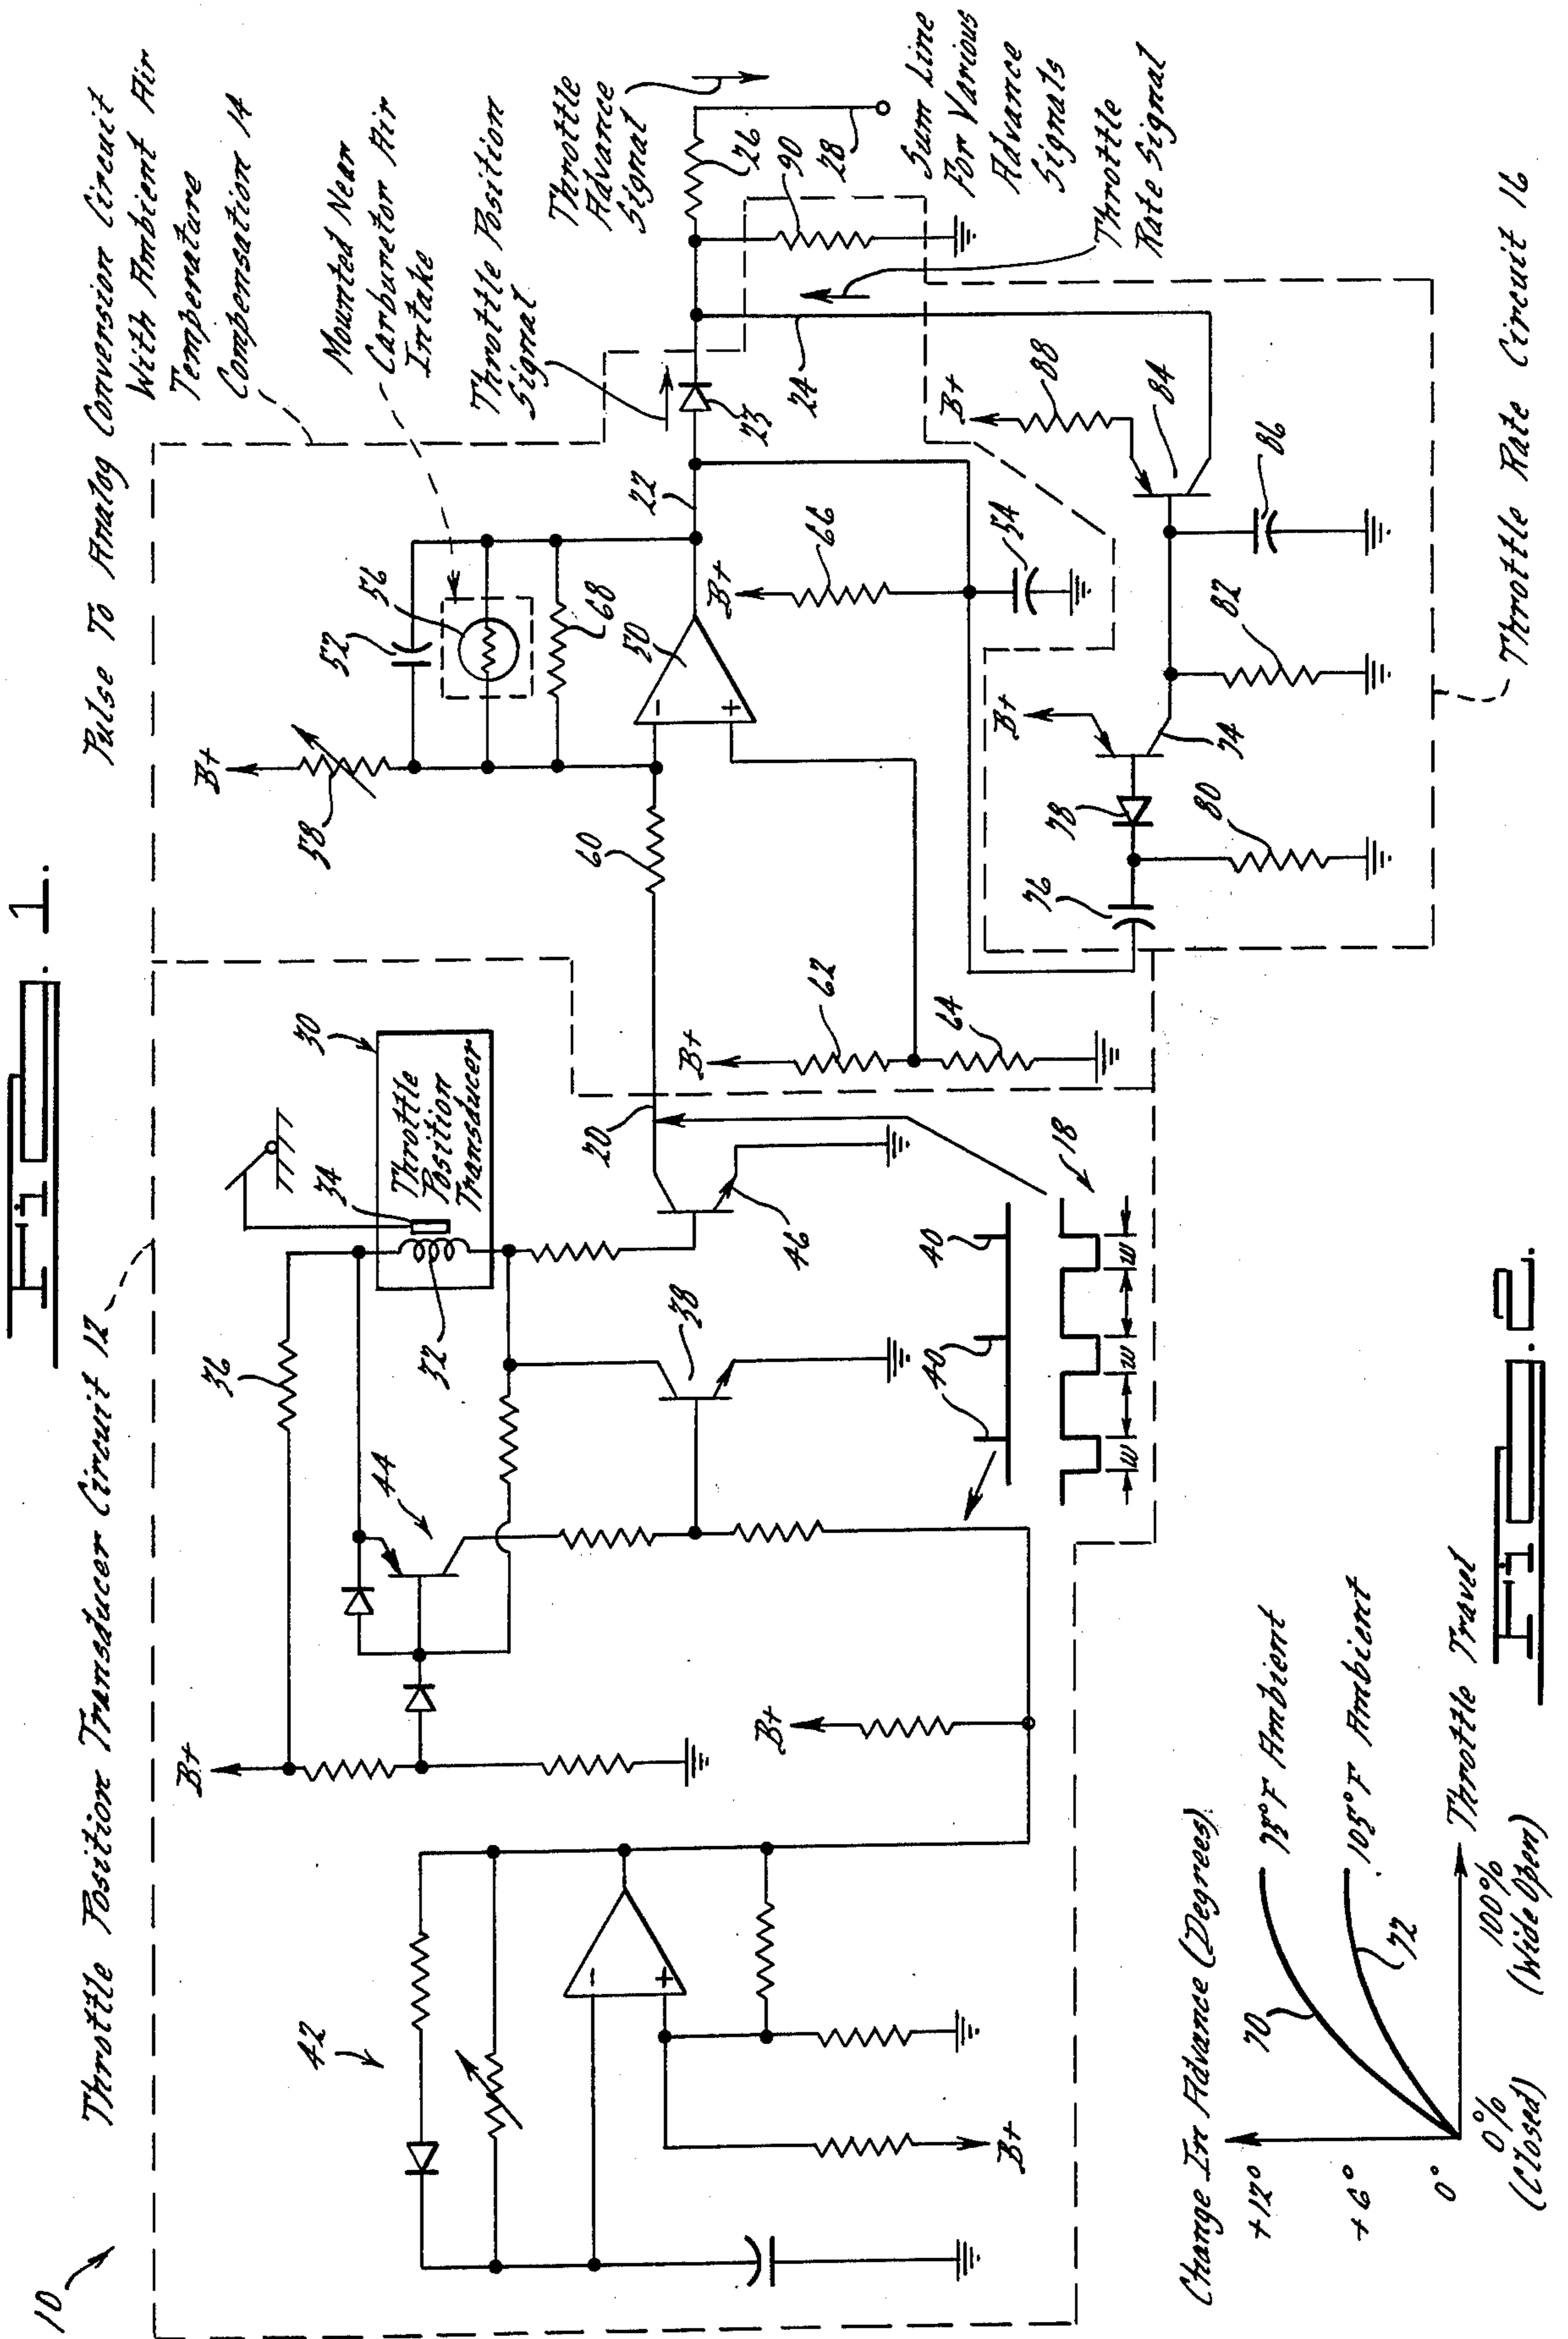 Fig. 1.
10
Throttle Position Transducer Circuit 12
Pulse To Analog Conversion Circuit
With Ambient Air
Temperature
Compensation 14
Mounted Near
Carburetor Air
Intake
Throttle Position
Signal
Throttle
Advance
Signal
Sum Line
For Various
Advance
Signals
Throttle
Rate Signal
Throttle Rate Circuit 16
B+
36
44
30
34
Throttle
Position
Transducer
32
38
46
20
42
B+
B+
40
40
40
18
w
w
w
B+
58
52
56
68
60
50
22
23
26
28
90
24
B+
62
64
B+
66
54
76
78
80
B+
74
82
84
86
B+
88
Change In Advance (Degrees)
+12°
+6°
0°
70
72
75°F Ambient
105°F Ambient
Throttle Travel
0%
(Closed)
100%
(Wide Open)
Fig. 2.